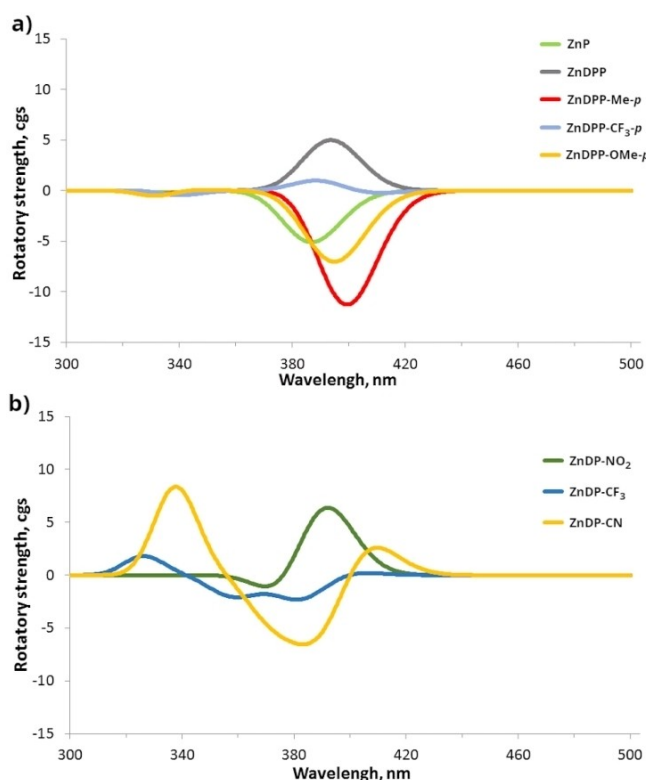 a)
15
10
5
0
-5
-10
-15
Rotatory strength, cgs
ZnP
ZnDPP
ZnDPP-Me-p
ZnDPP-CF₃-p
ZnDPP-OMe-p
300 340 380 420 460 500
Wavelengh, nm
b)
15
10
5
0
-5
-10
-15
Rotatory strength, cgs
ZnDP-NO₂
ZnDP-CF₃
ZnDP-CN
300 340 380 420 460 500
Wavelengh, nm